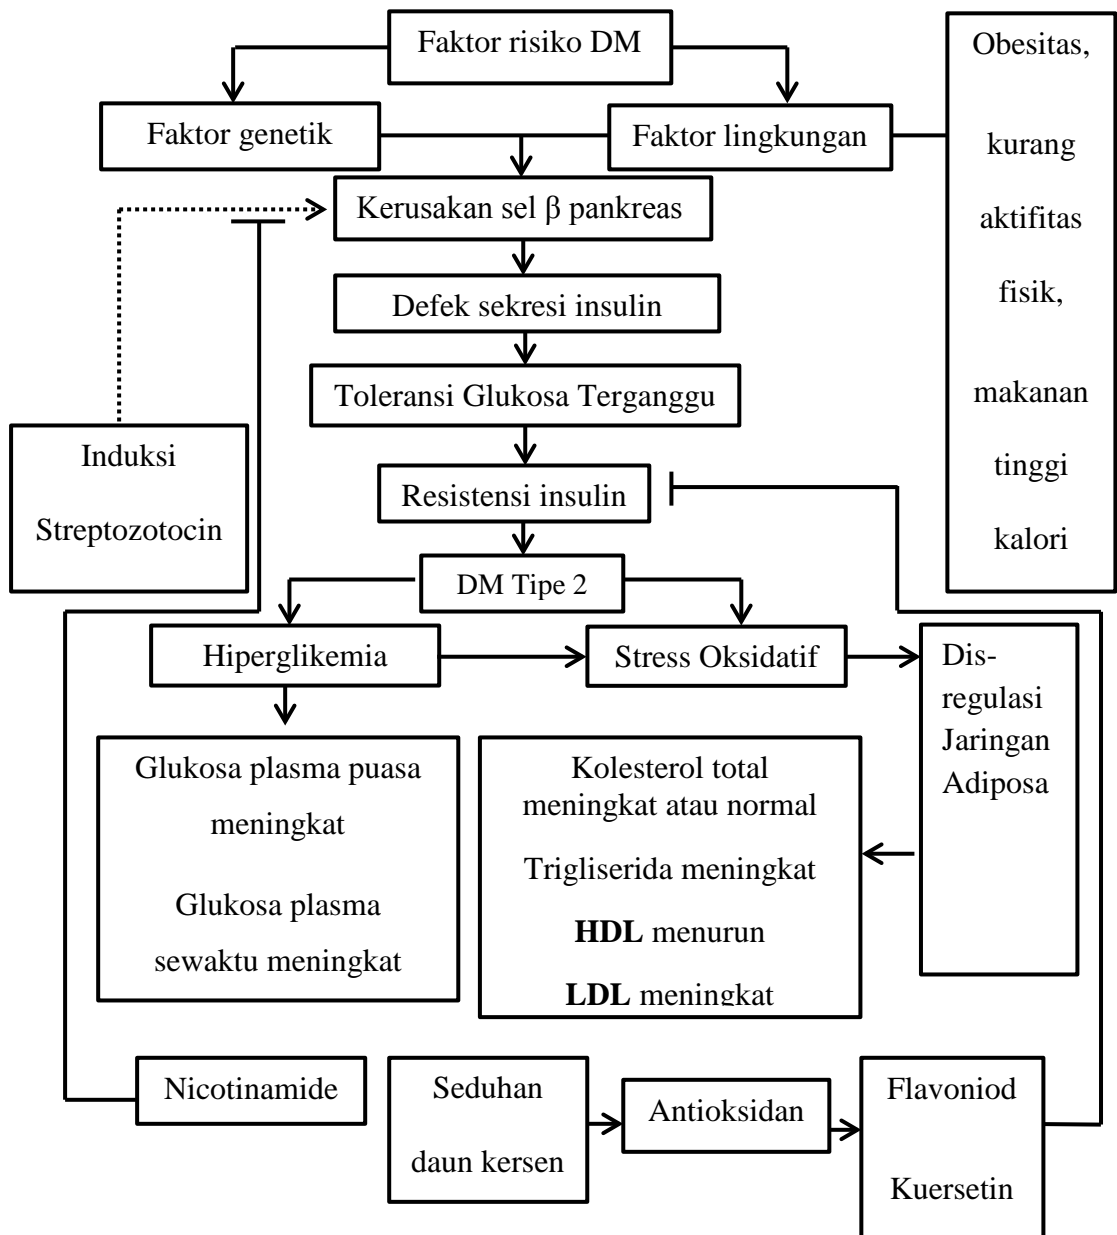 Faktor risiko DM
Obesitas,
kurang
aktifitas
fisik,
makanan
tinggi
kalori
Faktor genetik
Faktor lingkungan
Kerusakan sel β pankreas
Defek sekresi insulin
Toleransi Glukosa Terganggu
Induksi
Streptozotocin
Resistensi insulin
DM Tipe 2
Hiperglikemia
Stress Oksidatif
Dis-
regulasi
Jaringan
Adiposa
Glukosa plasma puasa
meningkat
Glukosa plasma
sewaktu meningkat
Kolesterol total
meningkat atau normal
Trigliserida meningkat
HDL menurun
LDL meningkat
Nicotinamide
Seduhan
daun kersen
Antioksidan
Flavoniod
Kuersetin